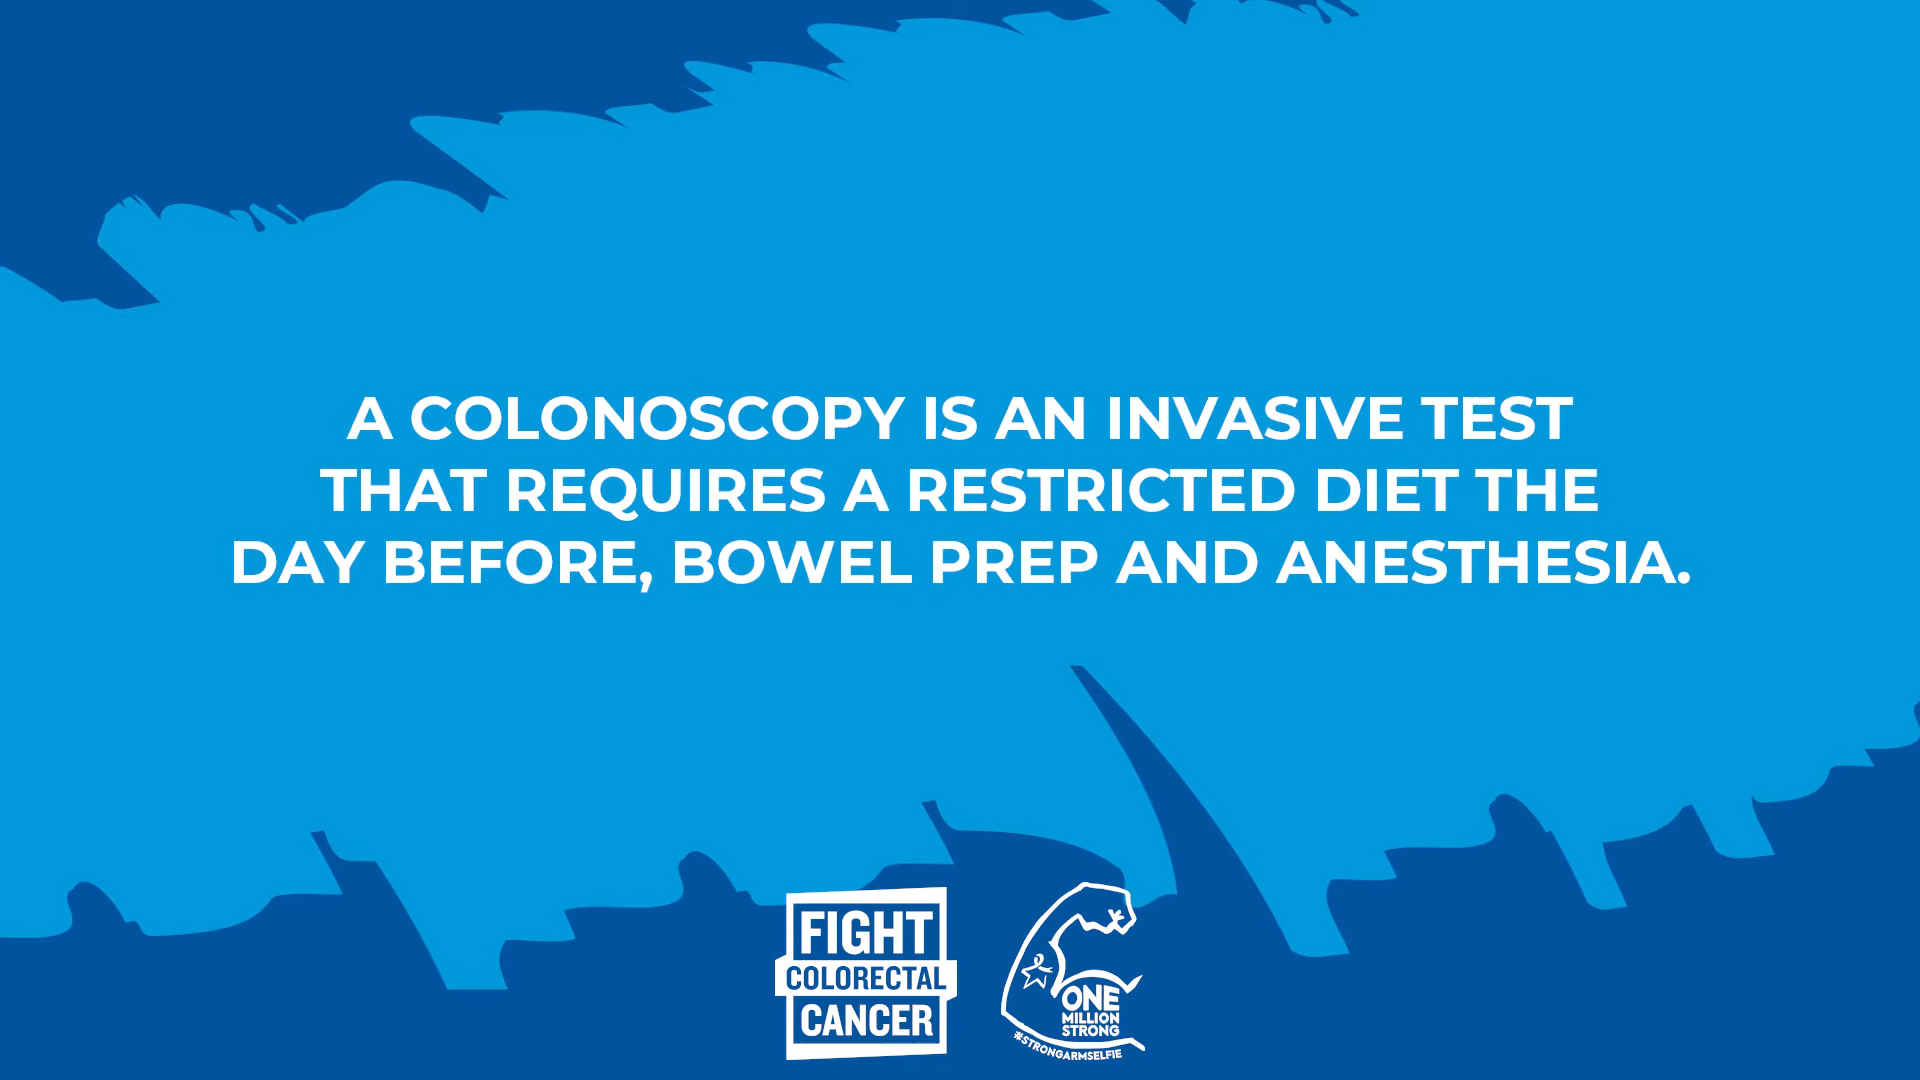 A COLONOSCOPY IS AN INVASIVE TEST
THAT REQUIRES A RESTRICTED DIET THE
DAY BEFORE, BOWEL PREP AND ANESTHESIA.
FIGHT
COLORECTAL
CANCER
ONE
MILLION
STRONG
#STRONGARMSELFIE